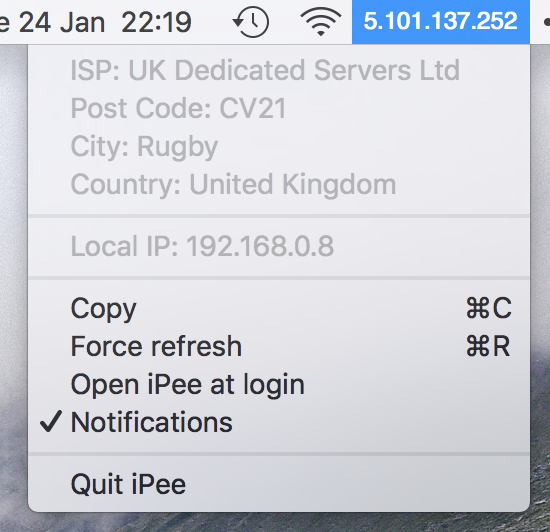 e 24 Jan 22:19 5.101.137.252
ISP: UK Dedicated Servers Ltd
Post Code: CV21
City: Rugby
Country: United Kingdom
Local IP: 192.168.0.8
Copy ⌘C
Force refresh ⌘R
Open iPee at login
✓ Notifications
Quit iPee